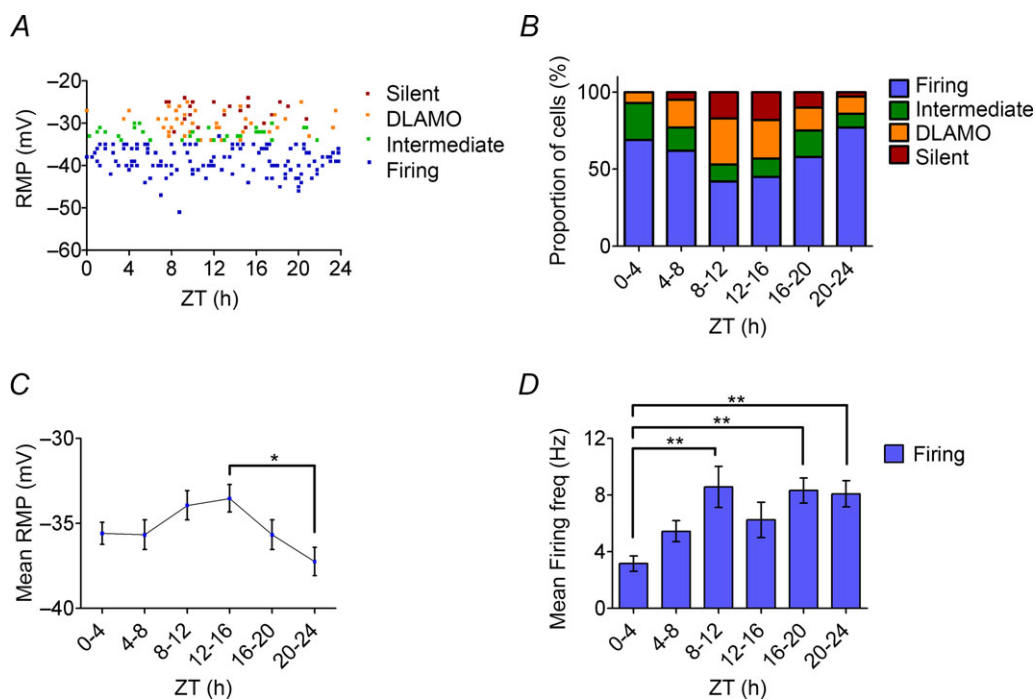 A
RMP (mV)
–20
–30
–40
–50
–60
0 4 8 12 16 20 24
ZT (h)
Silent
DLAMO
Intermediate
Firing
B
Proportion of cells (%)
100
50
0
0-4 4-8 8-12 12-16 16-20 20-24
ZT (h)
Firing
Intermediate
DLAMO
Silent
C
Mean RMP (mV)
–30
–35
–40
*
0-4 4-8 8-12 12-16 16-20 20-24
ZT (h)
D
Mean Firing freq (Hz)
12
8
4
0
**
**
**
0-4 4-8 8-12 12-16 16-20 20-24
ZT (h)
Firing